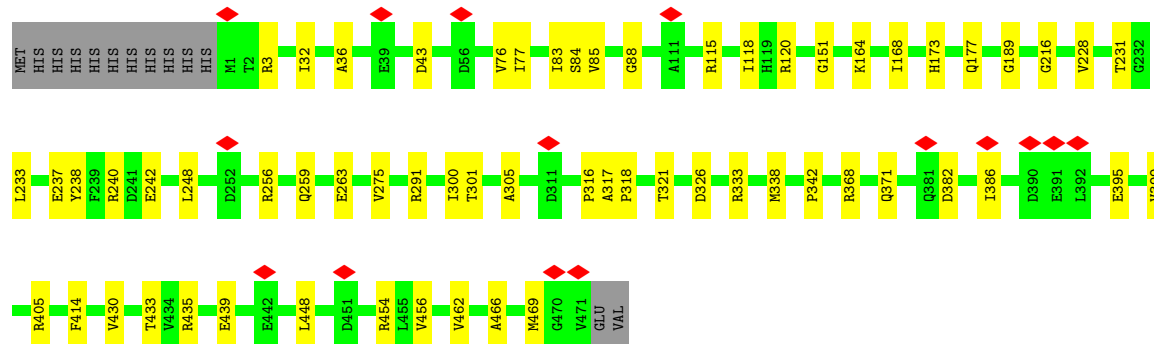 MET HIS HIS HIS HIS HIS HIS HIS HIS HIS M1 T2 R3 I32 A36 E39 D43 D56 V76 I77 I83 S84 V85 G88 A111 R115 I118 H119 R120 G151 K164 I168 H173 Q177 G189 G216 V228 T231 G232
L233 E237 Y238 F239 R240 D241 E242 L248 D252 R256 Q259 E263 V275 R291 I300 T301 A305 D311 P316 A317 P318 T321 D326 R333 M338 P342 R368 Q371 Q381 D382 I386 D390 E391 L392 E395
R405 F414 V430 T433 V434 R435 E439 E442 L448 D451 R454 L455 V456 V462 A466 M469 G470 V471 GLU VAL